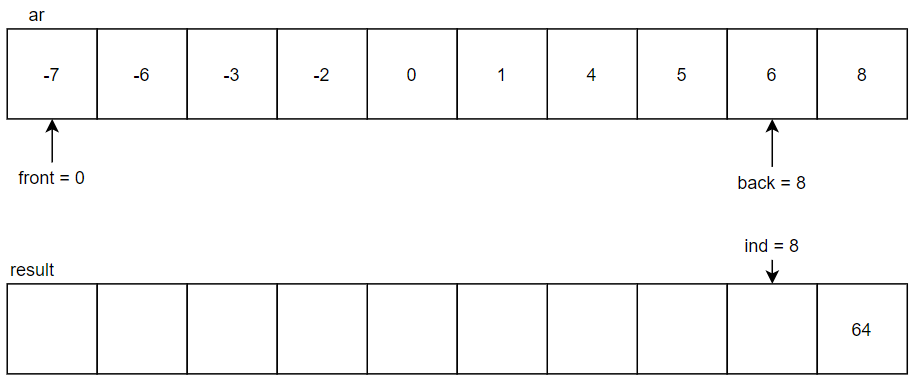 ar
-7 -6 -3 -2 0 1 4 5 6 8
front = 0
back = 8
ind = 8
result
64